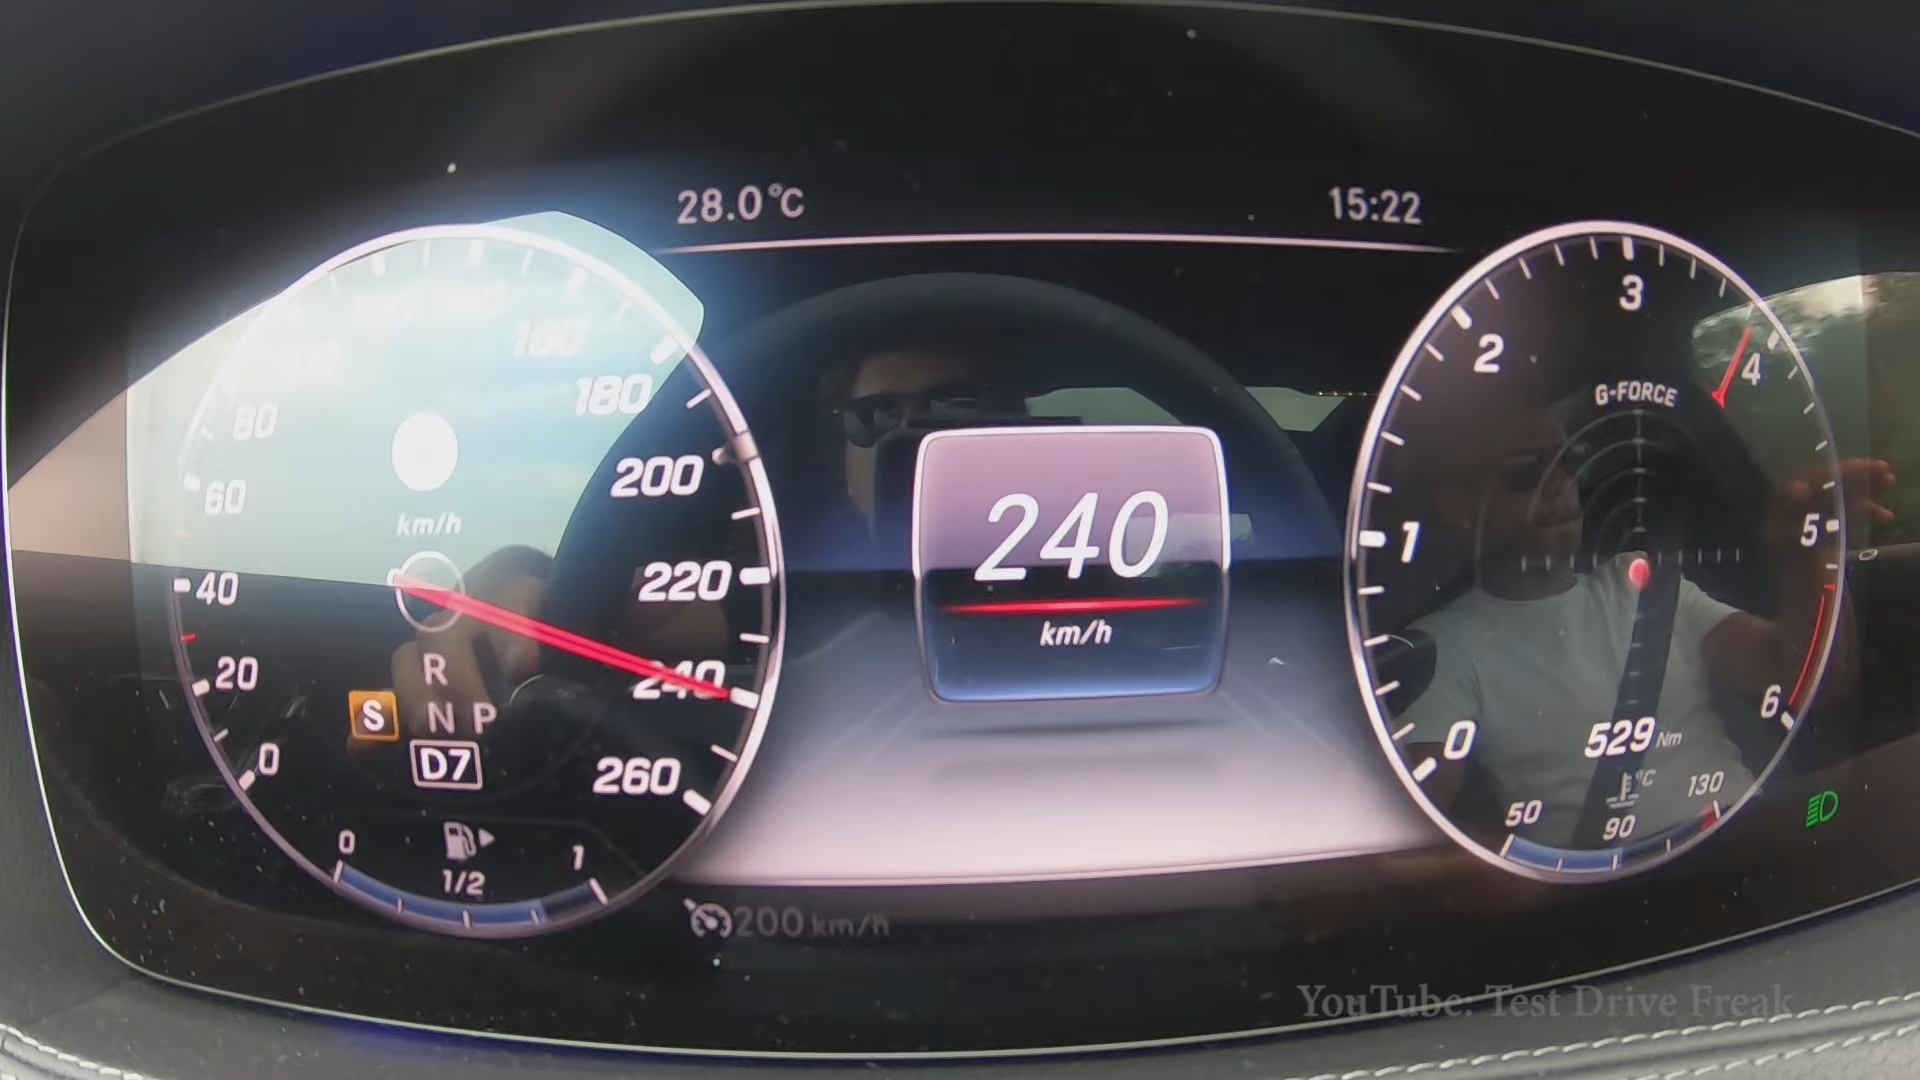 28.0°C
15:22
160
180
200
220
240
260
80
60
40
20
0
km/h
R
S N P
D7
0
1
1/2
240
km/h
200 km/h
0
1
2
3
4
5
6
G-FORCE
529 Nm
°C
50
90
130
YouTube: Test Drive Freak